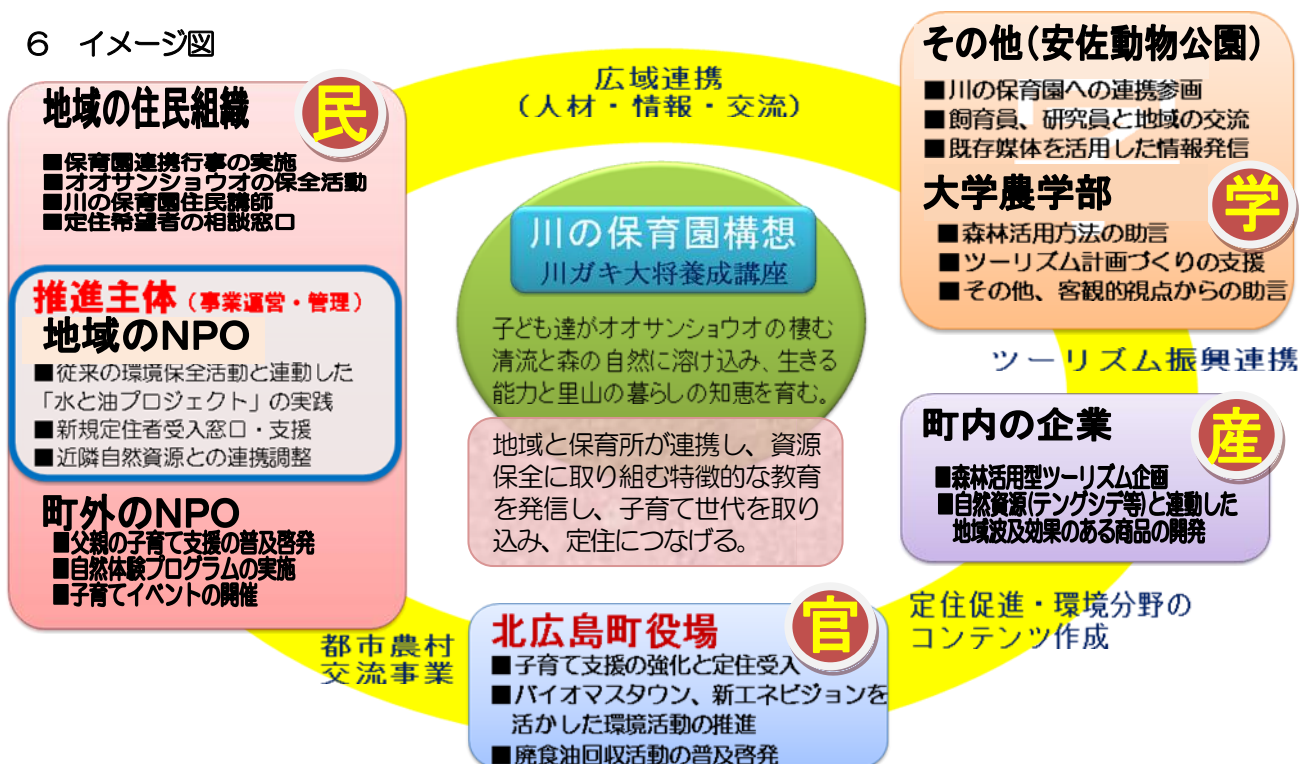 6 イメージ図
地域の住民組織
民
■保育園連携行事の実施
■オオサンショウオの保全活動
■川の保育園住民講師
■定住希望者の相談窓口
推進主体（事業運営・管理）
地域のNPO
■従来の環境保全活動と連動した
「水と油プロジェクト」の実践
■新規定住者受入窓口・支援
■近隣自然資源との連携調整
町外のNPO
■父親の子育て支援の普及啓発
■自然体験プログラムの実施
■子育てイベントの開催
広域連携
（人材・情報・交流）
川の保育園構想
川ガキ大将養成講座
子ども達がオオサンショウオの棲む
清流と森の自然に溶け込み、生きる
能力と里山の暮らしの知恵を育む。
地域と保育所が連携し、資源
保全に取り組む特徴的な教育
を発信し、子育て世代を取り
込み、定住につなげる。
その他（安佐動物公園）
■川の保育園への連携参画
■飼育員、研究員と地域の交流
■既存媒体を活用した情報発信
大学農学部
学
■森林活用方法の助言
■ツーリズム計画づくりの支援
■その他、客観的視点からの助言
ツーリズム振興連携
町内の企業
産
■森林活用型ツーリズム企画
■自然資源(テングシデ等)と連動した
地域波及効果のある商品の開発
定住促進・環境分野の
コンテンツ作成
都市農村
交流事業
北広島町役場
官
■子育て支援の強化と定住受入
■バイオマスタウン、新エネビジョンを
活かした環境活動の推進
■廃食油回収活動の普及啓発